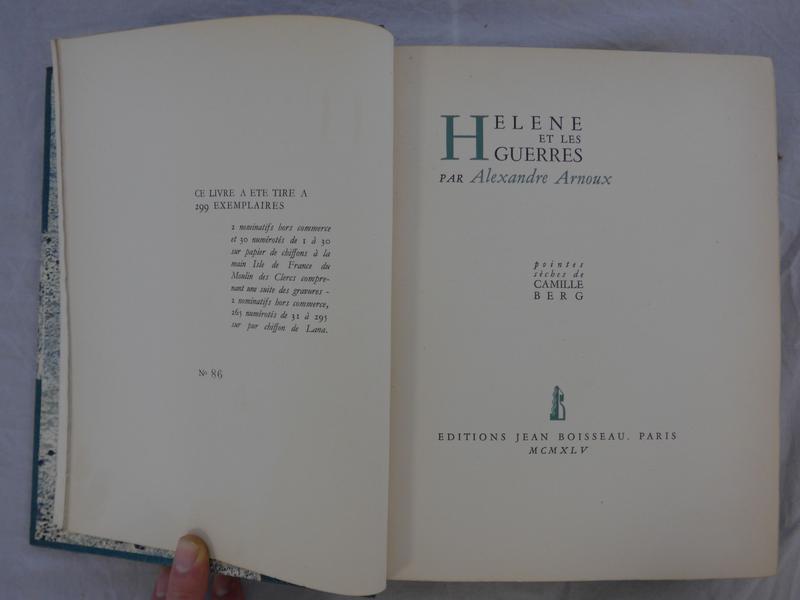 CE LIVRE A ETE TIRE A
299 EXEMPLAIRES
2 nominatifs hors commerce
et 30 numérotés de 1 à 30
sur papier de chiffons à la
main Isle de France du
Moulin des Clercs compre-
nant une suite des gravures -
2 nominatifs hors commerce,
265 numérotés de 31 à 295
sur pur chiffon de Lana.
No 86
HELENE
ET LES
GUERRES
PAR Alexandre Arnoux
pointes
sèches de
CAMILLE
BERG
B
EDITIONS JEAN BOISSEAU. PARIS
MCMXLV